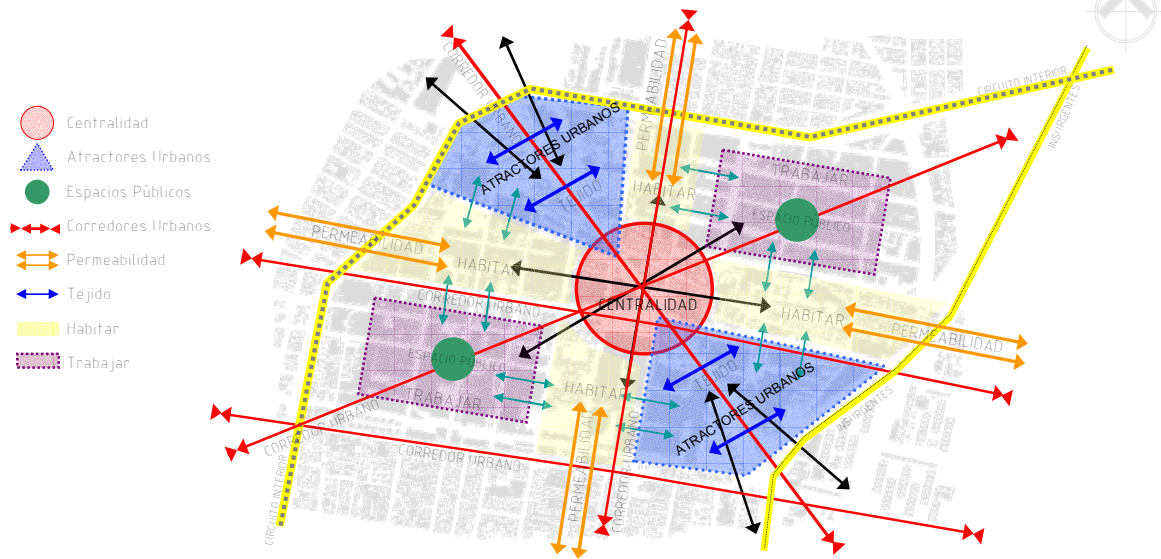 Centralidad
Atractores Urbanos
Espacios Públicos
Corredores Urbanos
Permeabilidad
Tejido
Habitar
Trabajar
CORREDOR URBANO
PERMEABILIDAD
CIRCUITO INTERIOR
INSURGENTES
ATRACTORES URBANOS
TEJIDO
HABITAR
TRABAJAR
ESPACIO PUBLICO
PERMEABILIDAD
HABITAR
CENTRALIDAD
CORREDOR URBANO
HABITAR
PERMEABILIDAD
ESPACIO PUBLICO
TRABAJAR
HABITAR
TEJIDO
ATRACTORES URBANOS
INSURGENTES
CORREDOR URBANO
CORREDOR URBANO
PERMEABILIDAD
CORREDOR URBANO
CIRCUITO INTERIOR